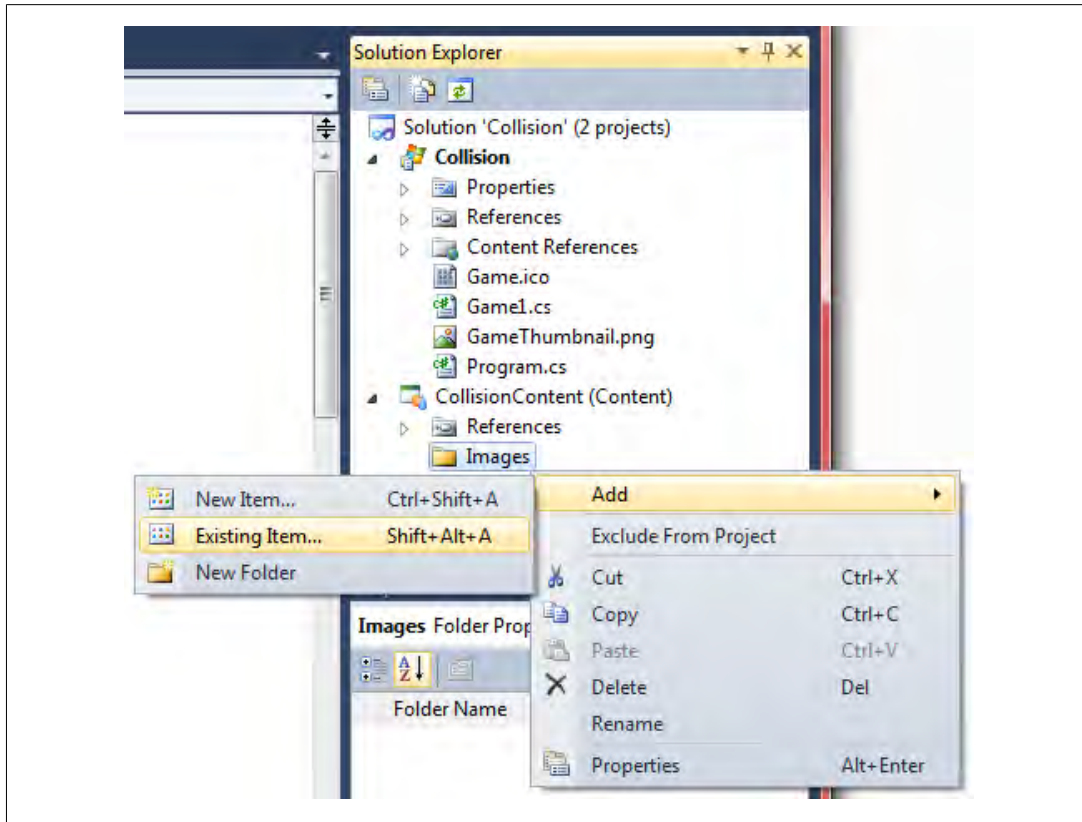 Solution Explorer
Solution 'Collision' (2 projects)
Collision
Properties
References
Content References
Game.ico
Game1.cs
GameThumbnail.png
Program.cs
CollisionContent (Content)
References
Images
New Item... Ctrl+Shift+A
Existing Item... Shift+Alt+A
New Folder
Add
Exclude From Project
Cut Ctrl+X
Copy Ctrl+C
Paste Ctrl+V
Delete Del
Rename
Properties Alt+Enter
Images Folder Prop
Folder Name